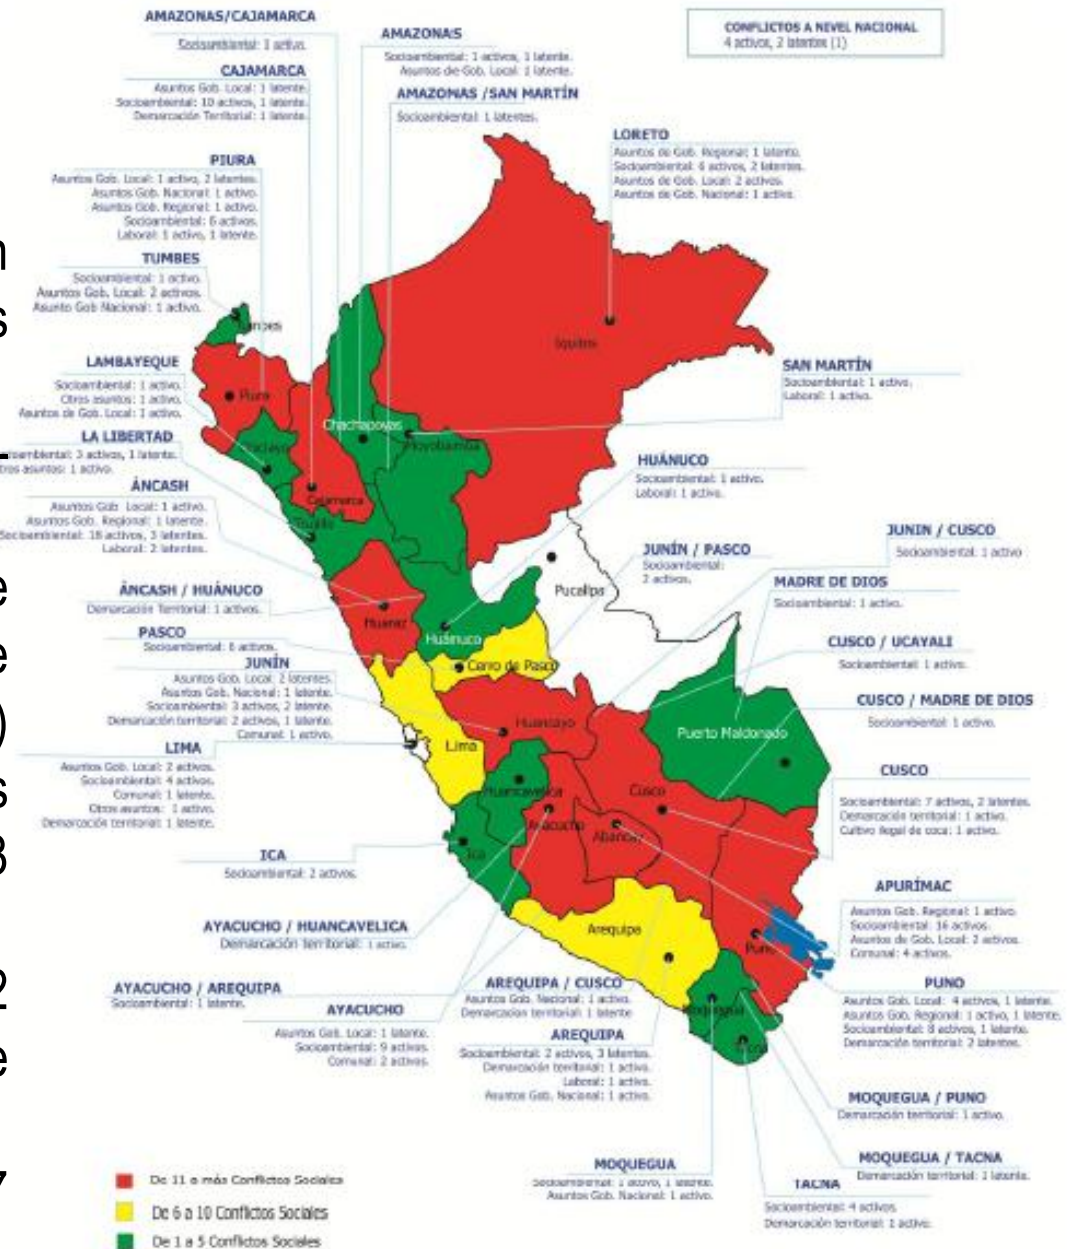 AMAZONAS/CAJAMARCA
Socioambiental: 1 activo.
AMAZONAS
Socioambiental: 1 activos, 1 latente.
Asuntos de Gob. Local: 1 latente.
CONFLICTOS A NIVEL NACIONAL
4 activos, 2 latentes (1)
CAJAMARCA
Asuntos Gob. Local: 1 latente.
Socioambiental: 10 activos, 1 latente.
Demarcación Territorial: 1 latente.
AMAZONAS /SAN MARTÍN
Socioambiental: 1 latentes.
LORETO
Asuntos de Gob. Regional; 1 latente.
Socioambiental: 6 activos, 2 latentes.
Asuntos de Gob. Local: 2 activos.
Asuntos de Gob. Nacional: 1 activo.
PIURA
Asuntos Gob. Local: 1 activo, 2 latentes.
Asuntos Gob. Nacional: 1 activo.
Asuntos Gob. Regional: 1 activo.
Socioambiental: 6 activos.
Laboral: 1 activo, 1 latente.
TUMBES
Socioambiental: 1 activo.
Asuntos Gob. Local: 2 activos.
Asunto Gob Nacional: 1 activo.
LAMBAYEQUE
Socioambiental: 1 activo.
Otros asuntos: 1 activo.
Asuntos de Gob. Local: 1 activo.
SAN MARTÍN
Socioambiental: 1 activo.
Laboral: 1 activo.
LA LIBERTAD
3 activos, 1 latente.
asuntos: 1 activo.
HUÁNUCO
Socioambiental: 1 activo.
Laboral: 1 activo.
ÁNCASH
Asuntos Gob Local: 1 activo.
Asuntos Gob. Regional: 1 latente.
Socioambiental: 18 activos, 3 latentes.
Laboral: 2 latentes.
JUNIN / CUSCO
Socioambiental: 1 activo
JUNÍN / PASCO
Socioambiental:
2 activos.
MADRE DE DIOS
Socioambiental: 1 activo.
ÁNCASH / HUÁNUCO
Demarcación Territorial: 1 activos.
PASCO
Socioambiental: 6 activos.
CUSCO / UCAYALI
Socioambiental: 1 activo.
JUNÍN
Asuntos Gob. Local: 2 latentes.
Asuntos Gob. Nacional: 1 latente.
Socioambiental: 3 activos, 2 latente.
Demarcación territorial: 2 activos, 1 latente.
Comunal: 1 activo.
CUSCO / MADRE DE DIOS
Socioambiental: 1 activo.
LIMA
Asuntos Gob. Local: 2 activos.
Socioambiental: 4 activos.
Comunal: 1 latente.
Otros asuntos: 1 activo.
Demarcación territorial: 1 latente.
CUSCO
Socioambiental: 7 activos, 2 latentes.
Demarcación territorial: 1 activo.
Cultivo ilegal de coca: 1 activo.
ICA
Socioambiental: 2 activos.
APURÍMAC
Asuntos Gob. Regional: 1 activo.
Socioambiental: 16 activos.
Asuntos de Gob. Local: 2 activos.
Comunal: 4 activos.
AYACUCHO / HUANCAVELICA
Demarcación territorial: 1 activo.
AYACUCHO / AREQUIPA
Socioambiental: 1 latente.
AYACUCHO
Asuntos Gob. Local: 1 latente.
Socioambiental: 9 activos.
Comunal: 2 activos.
AREQUIPA / CUSCO
Asuntos Gob. Nacional: 1 activo.
Demarcacion territorial: 1 latente
AREQUIPA
Socioambiental: 2 activos, 3 latentes.
Demarcación territorial: 1 activo.
Laboral: 1 activo.
Asuntos Gob. Nacional: 1 activo.
PUNO
Asuntos Gob. Local: 4 activos, 1 latente.
Asuntos Gob. Regional: 1 activo, 1 latente.
Socioambiental: 8 activos, 1 latente.
Demarcación territorial: 2 latentes.
MOQUEGUA / PUNO
Demarcación territorial: 1 activo.
MOQUEGUA / TACNA
Demarcación territorial: 1 latente.
MOQUEGUA
Socioambiental: 1 activo, 1 latente.
Asuntos Gob. Nacional: 1 activo.
TACNA
Socioambiental: 4 activos.
Demarcación territorial: 1 activo.
Iquitos
Piura
Chachapoyas
Moyobamba
Chiclayo
Cajamarca
Trujillo
Pucallpa
Huaraz
Huánuco
Cerro de Pasco
Huancayo
Lima
Puerto Maldonado
Huancavelica
Cusco
Ayacucho
Abancay
Ica
Arequipa
Puno
Moquegua
Tacna
De 11 a más Conflictos Sociales
De 6 a 10 Conflictos Sociales
De 1 a 5 Conflictos Sociales